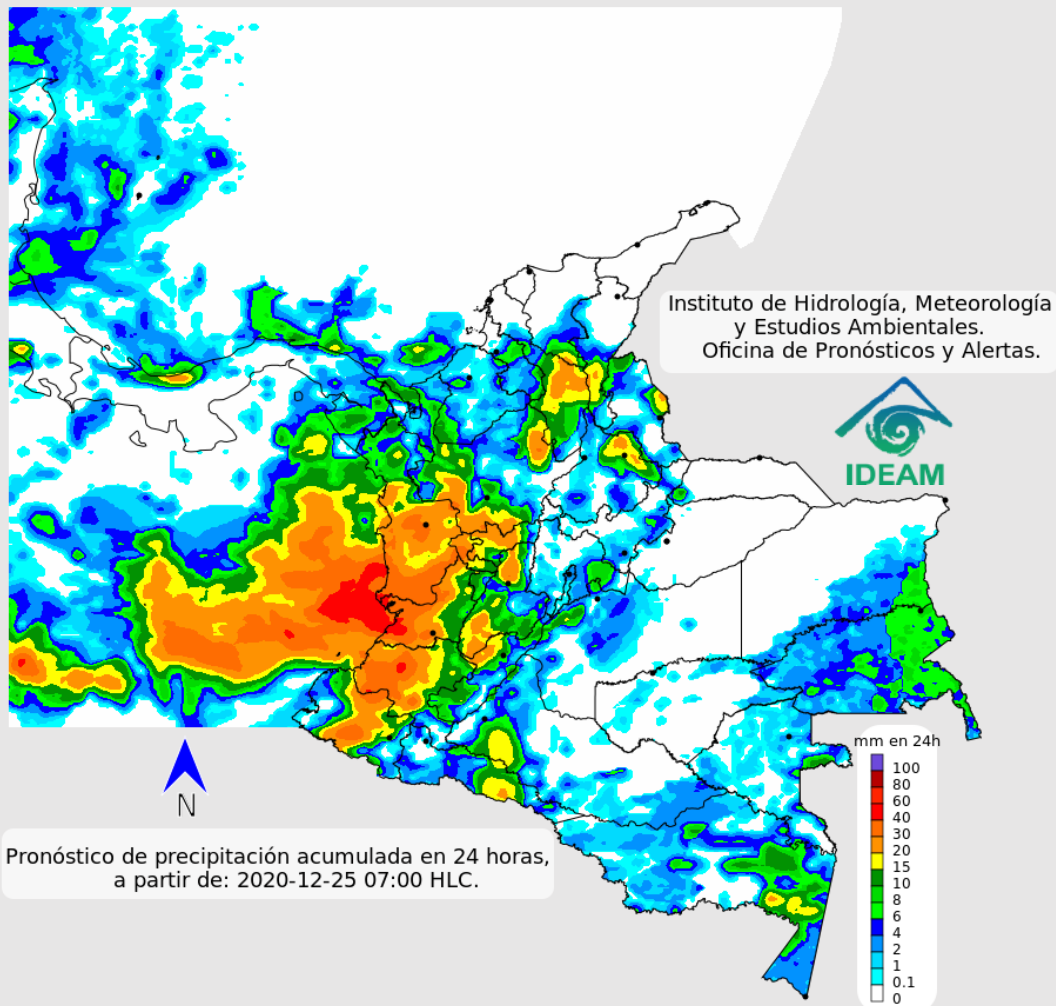 Instituto de Hidrología, Meteorología
y Estudios Ambientales.
Oficina de Pronósticos y Alertas.
IDEAM
mm en 24h
100
80
60
40
30
20
15
10
8
6
4
2
1
0.1
0
N
Pronóstico de precipitación acumulada en 24 horas,
a partir de: 2020-12-25 07:00 HLC.